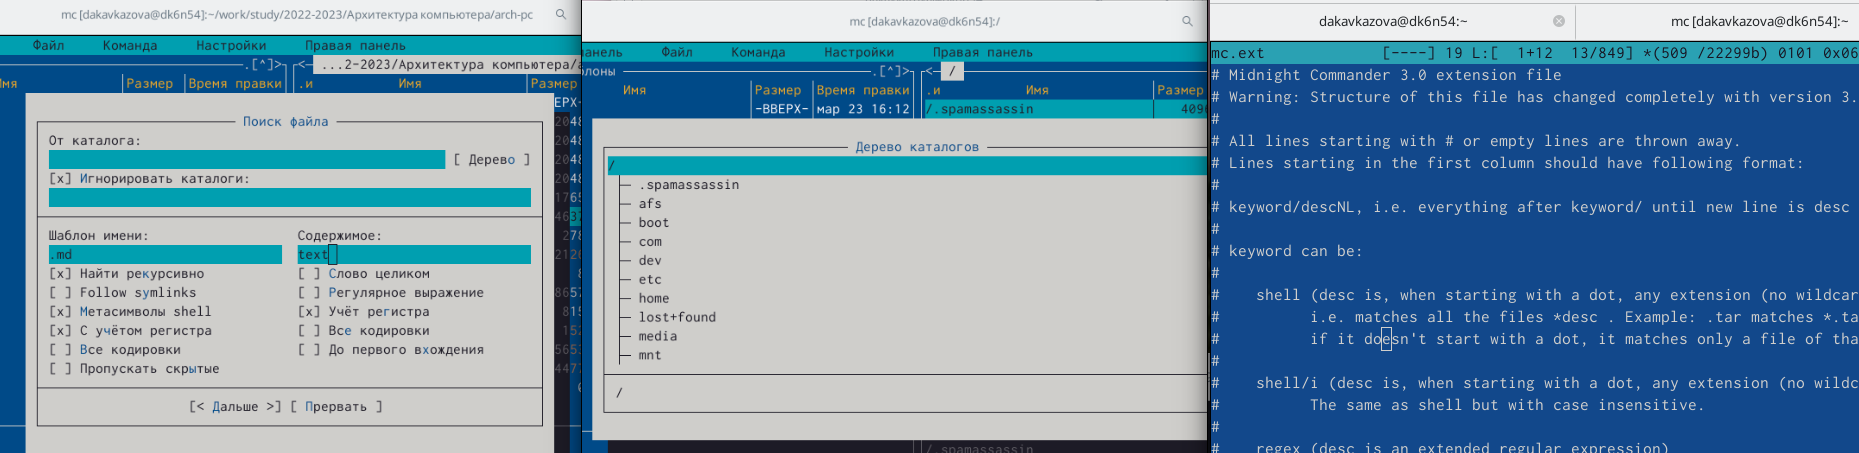 mc [dakavkazova@dk6n54]:~/work/study/2022-2023/Архитектура компьютера/arch-pc
Файл Команда Настройки Правая панель
.[^]> <— ...2-2023/Архитектура компьютера/a
Имя Размер Время правки .и Имя Размер
Поиск файла
От каталога:
[ Дерево ]
[x] Игнорировать каталоги:
Шаблон имени: Содержимое:
.md text
[x] Найти рекурсивно [ ] Слово целиком
[ ] Follow symlinks [ ] Регулярное выражение
[x] Метасимволы shell [x] Учёт регистра
[x] С учётом регистра [ ] Все кодировки
[ ] Все кодировки [ ] До первого вхождения
[ ] Пропускать скрытые
[< Дальше >] [ Прервать ]
mc [dakavkazova@dk6n54]:/
анель Файл Команда Настройки Правая панель
лоны .[^]> <— /
Имя Размер Время правки .и Имя Размер
-ВВЕРХ- мар 23 16:12 /.spamassassin 409
Дерево каталогов
/
.spamassassin
afs
boot
com
dev
etc
home
lost+found
media
mnt
/
/.spamassassin
dakavkazova@dk6n54:~ mc [dakavkazova@dk6n54]:~
mc.ext [----] 19 L:[ 1+12 13/849] *(509 /22299b) 0101 0x06
# Midnight Commander 3.0 extension file
# Warning: Structure of this file has changed completely with version 3.
#
# All lines starting with # or empty lines are thrown away.
# Lines starting in the first column should have following format:
#
# keyword/descNL, i.e. everything after keyword/ until new line is desc
#
# keyword can be:
#
# shell (desc is, when starting with a dot, any extension (no wildcar
# i.e. matches all the files *desc . Example: .tar matches *.ta
# if it doesn't start with a dot, it matches only a file of tha
#
# shell/i (desc is, when starting with a dot, any extension (no wildc
# The same as shell but with case insensitive.
#
# regex (desc is an extended regular expression)